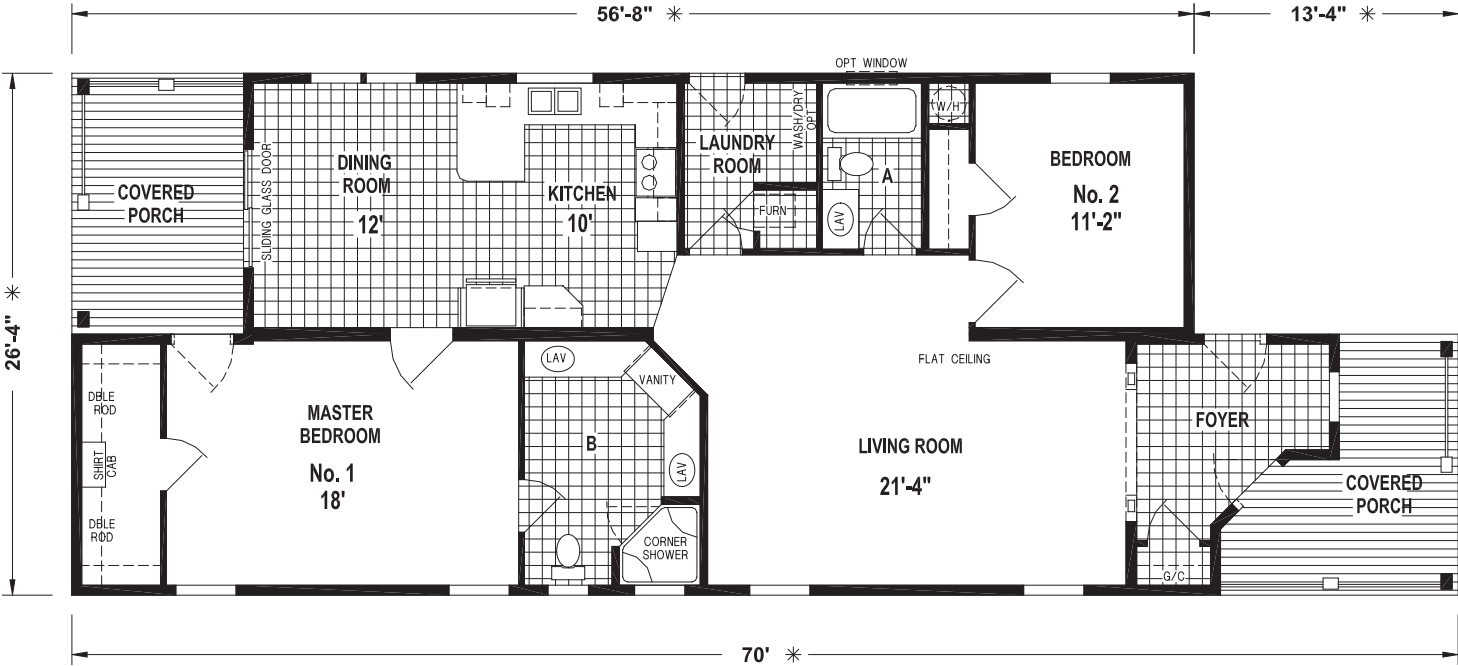 56'-8" ✳
13'-4" ✳
26'-4" ✳
OPT WINDOW
COVERED
PORCH
SLIDING GLASS DOOR
DINING
ROOM
12'
KITCHEN
10'
LAUNDRY
ROOM
WASH/DRY
OPT
FURN
A
LAV
W/H
BEDROOM
No. 2
11'-2"
DBLE
ROD
SHIRT
CAB
DBLE
ROD
MASTER
BEDROOM
No. 1
18'
LAV
VANITY
B
LAV
CORNER
SHOWER
FLAT CEILING
LIVING ROOM
21'-4"
FOYER
G/C
COVERED
PORCH
70' ✳